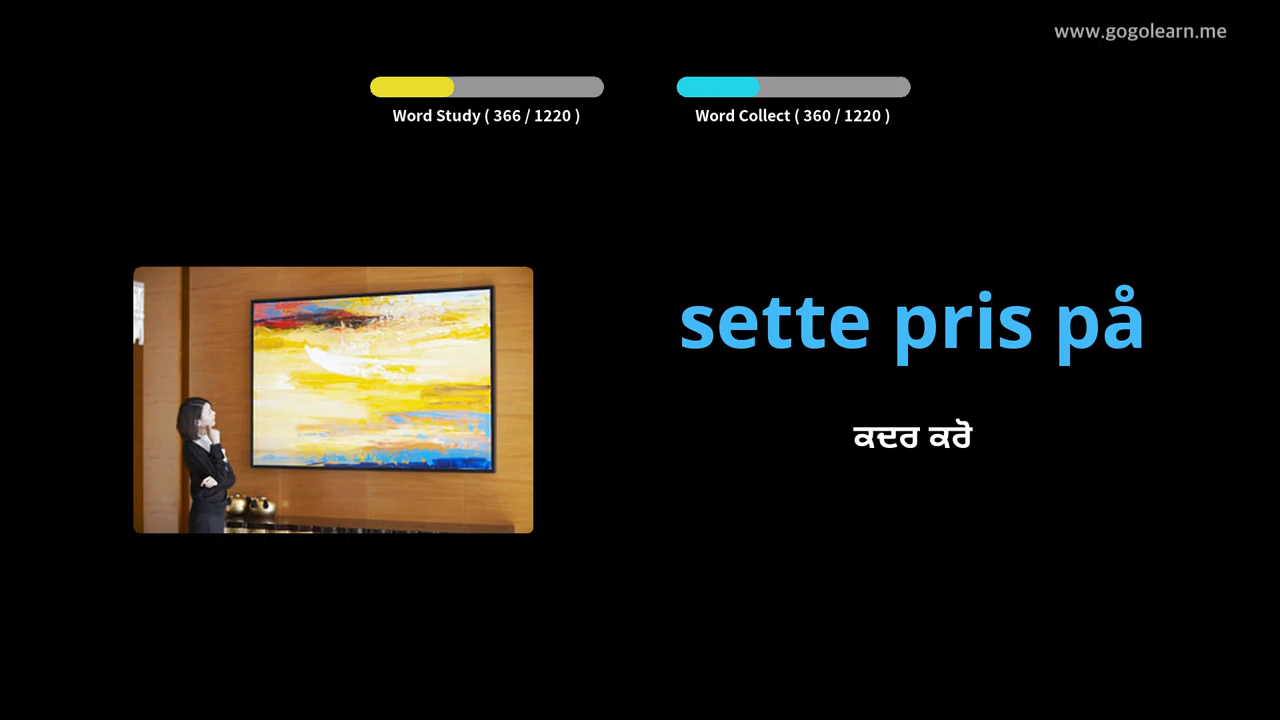 www.gogolearn.me
Word Study ( 366 / 1220 )
Word Collect ( 360 / 1220 )
sette pris på
ਕਦਰ ਕਰੋ